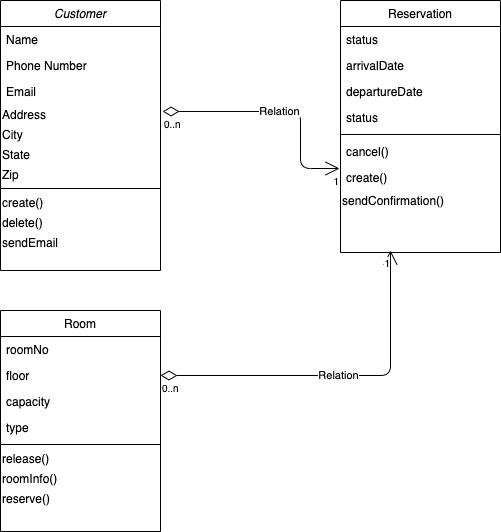 Customer
Name
Phone Number
Email
Address
City
State
Zip
create()
delete()
sendEmail
Reservation
status
arrivalDate
departureDate
status
cancel()
create()
sendConfirmation()
Relation
0..n
1
Room
roomNo
floor
capacity
type
release()
roomInfo()
reserve()
Relation
0..n
1